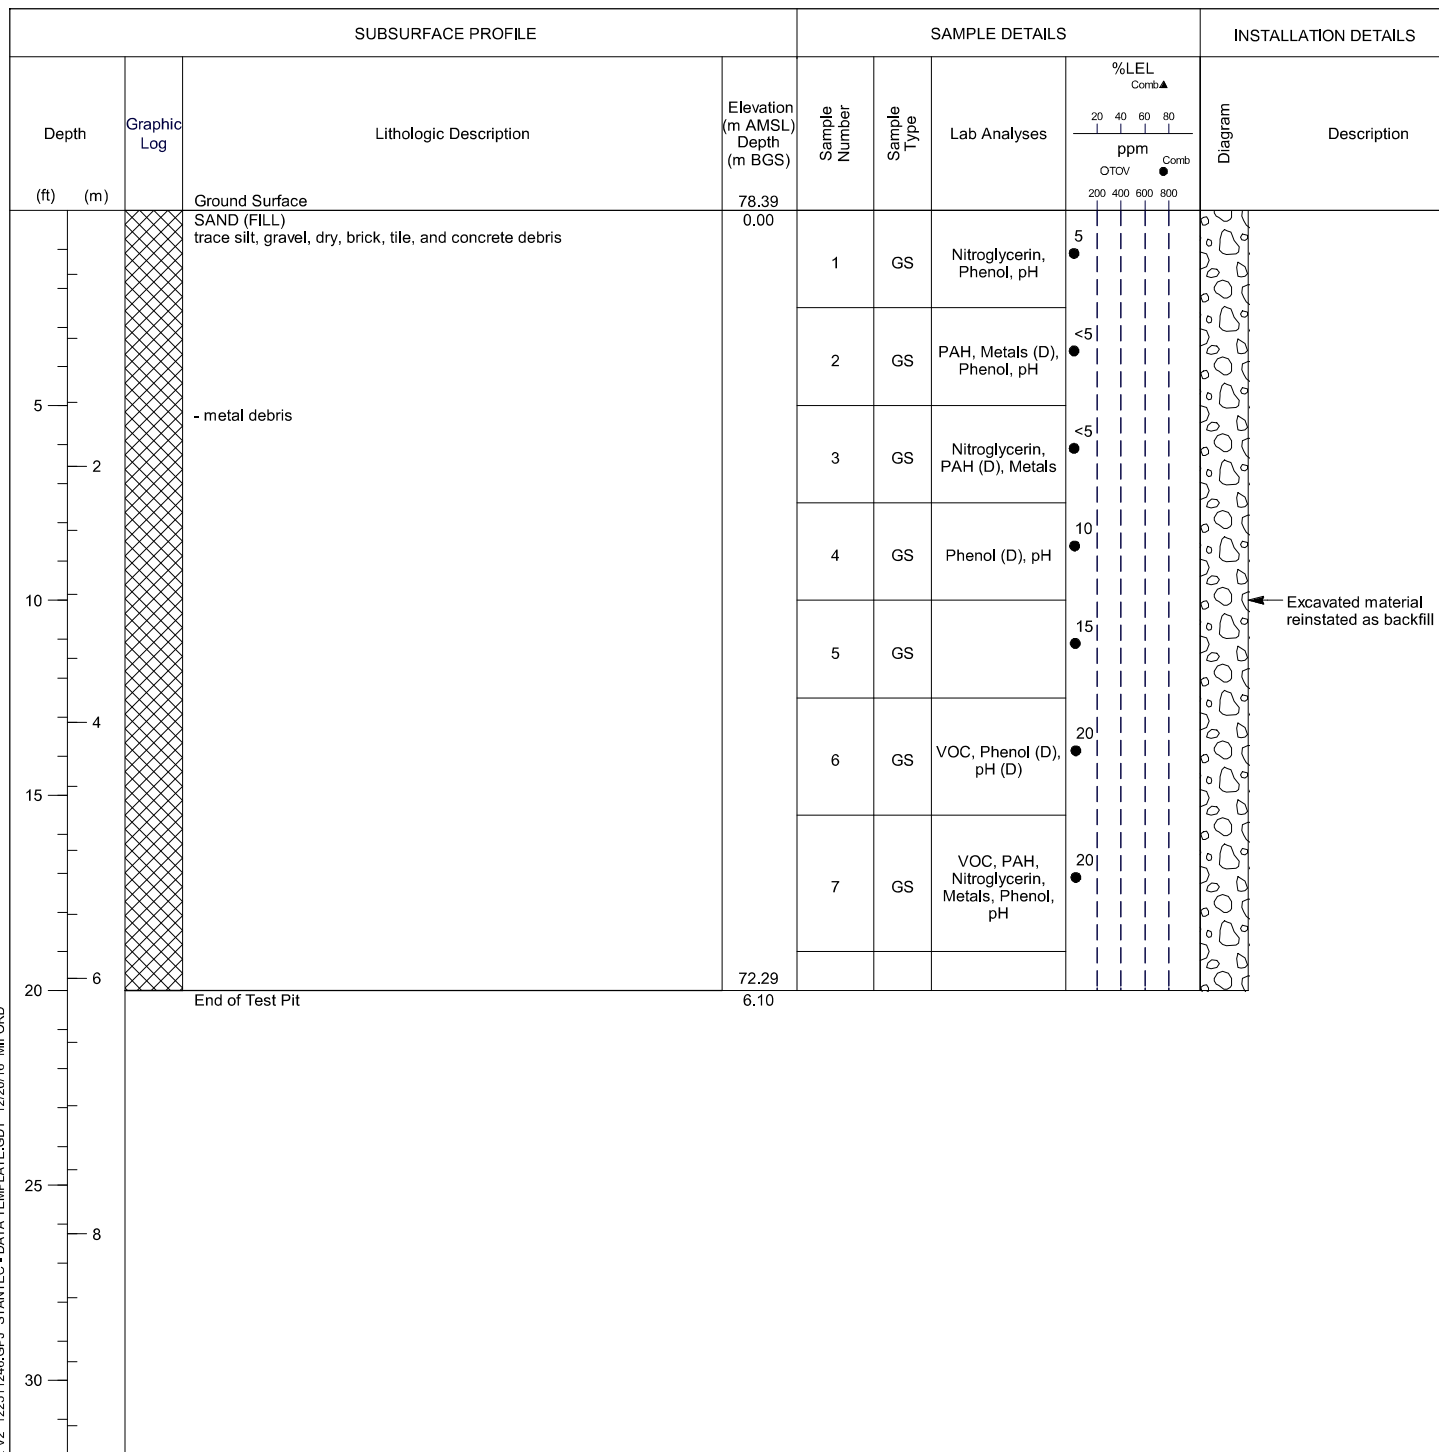 SUBSURFACE PROFILE
SAMPLE DETAILS
INSTALLATION DETAILS
Depth
(ft) (m)
Graphic
Log
Lithologic Description
Elevation
(m AMSL)
Depth
(m BGS)
Sample
Number
Sample
Type
Lab Analyses
%LEL
Comb▲
20 40 60 80
ppm
OTOV ● Comb
200 400 600 800
Diagram
Description
Ground Surface
78.39
SAND (FILL)
0.00
trace silt, gravel, dry, brick, tile, and concrete debris
1
GS
Nitroglycerin,
Phenol, pH
5
2
GS
PAH, Metals (D),
Phenol, pH
<5
5
- metal debris
2
3
GS
Nitroglycerin,
PAH (D), Metals
<5
4
GS
Phenol (D), pH
10
10
Excavated material
reinstated as backfill
5
GS
15
4
6
GS
VOC, Phenol (D),
pH (D)
20
15
7
GS
VOC, PAH,
Nitroglycerin,
Metals, Phenol,
pH
20
6
72.29
20
End of Test Pit
6.10
25
8
30